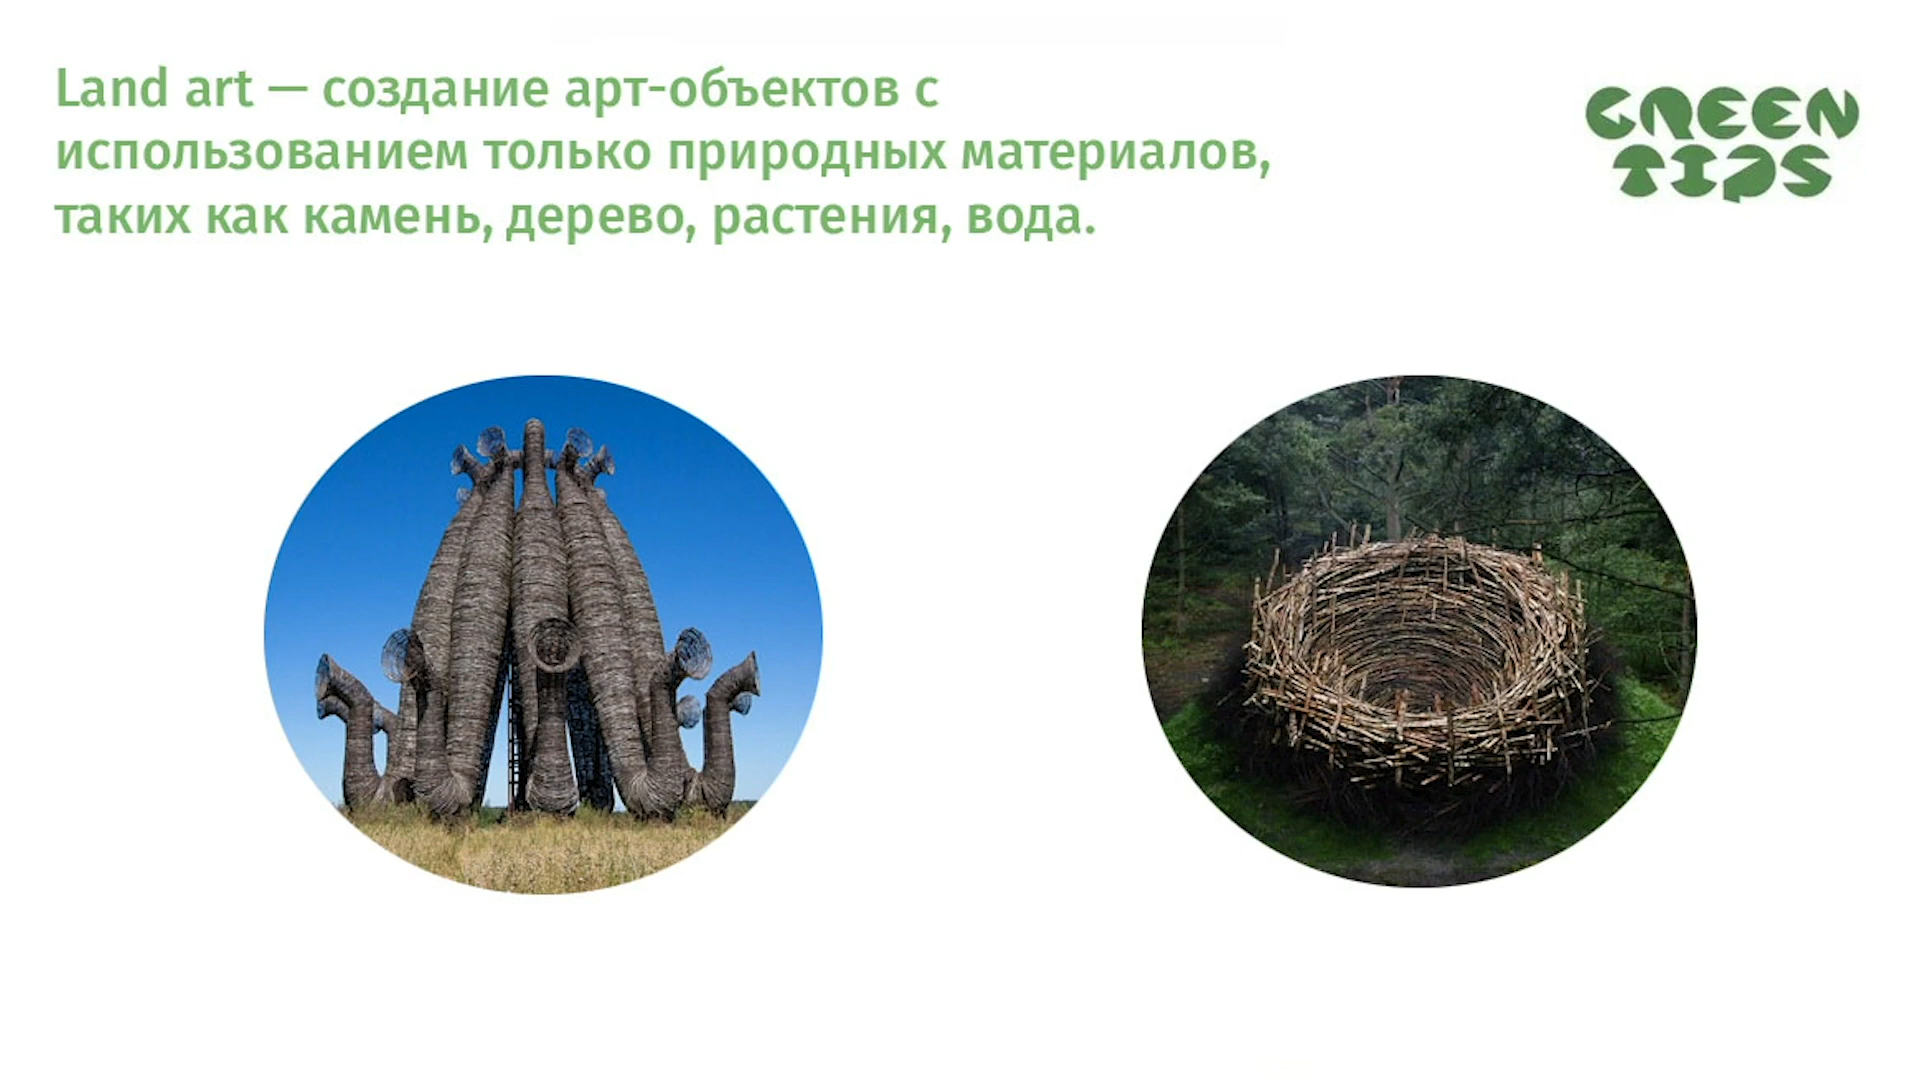 Land art — создание арт-объектов с
использованием только природных материалов,
таких как камень, дерево, растения, вода.
GREEN
TIPS